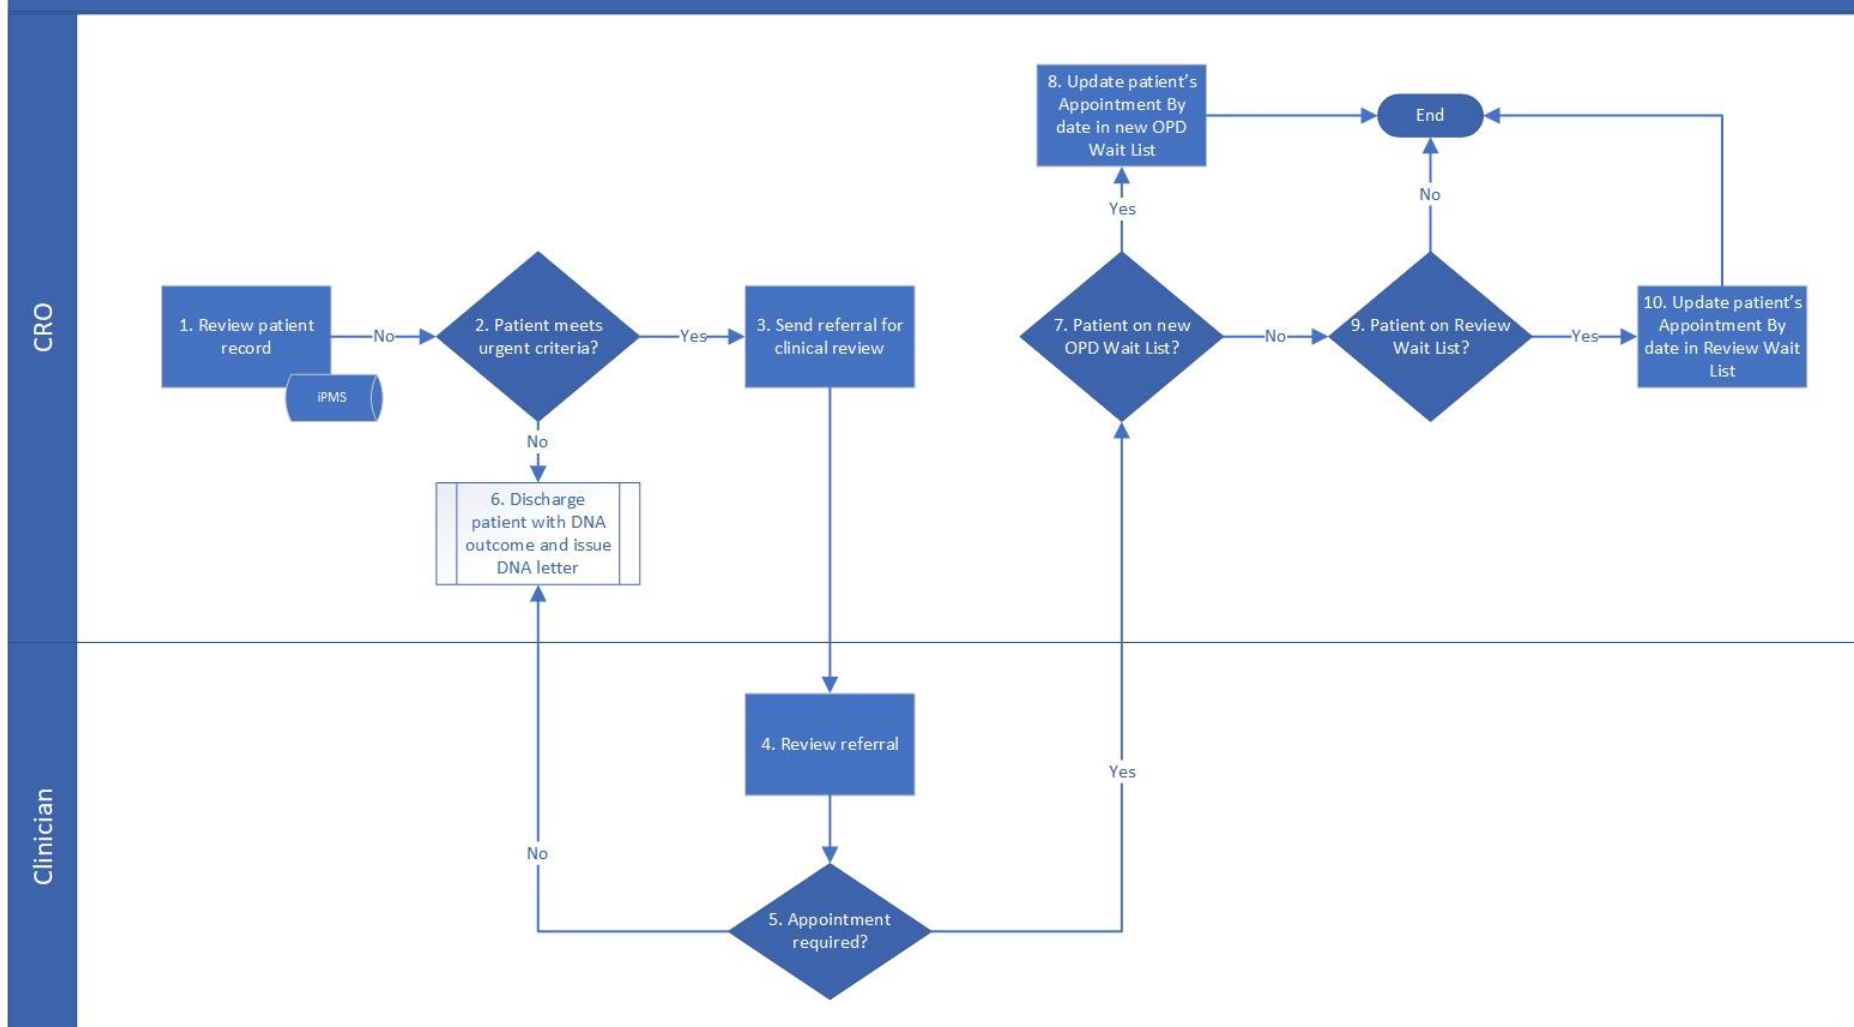 CRO
1. Review patient
record
iPMS
No
2. Patient meets
urgent criteria?
Yes
3. Send referral for
clinical review
No
6. Discharge
patient with DNA
outcome and issue
DNA letter
8. Update patient's
Appointment By
date in new OPD
Wait List
End
Yes
No
7. Patient on new
OPD Wait List?
No
9. Patient on Review
Wait List?
Yes
10. Update patient's
Appointment By
date in Review Wait
List
Clinician
4. Review referral
Yes
No
5. Appointment
required?